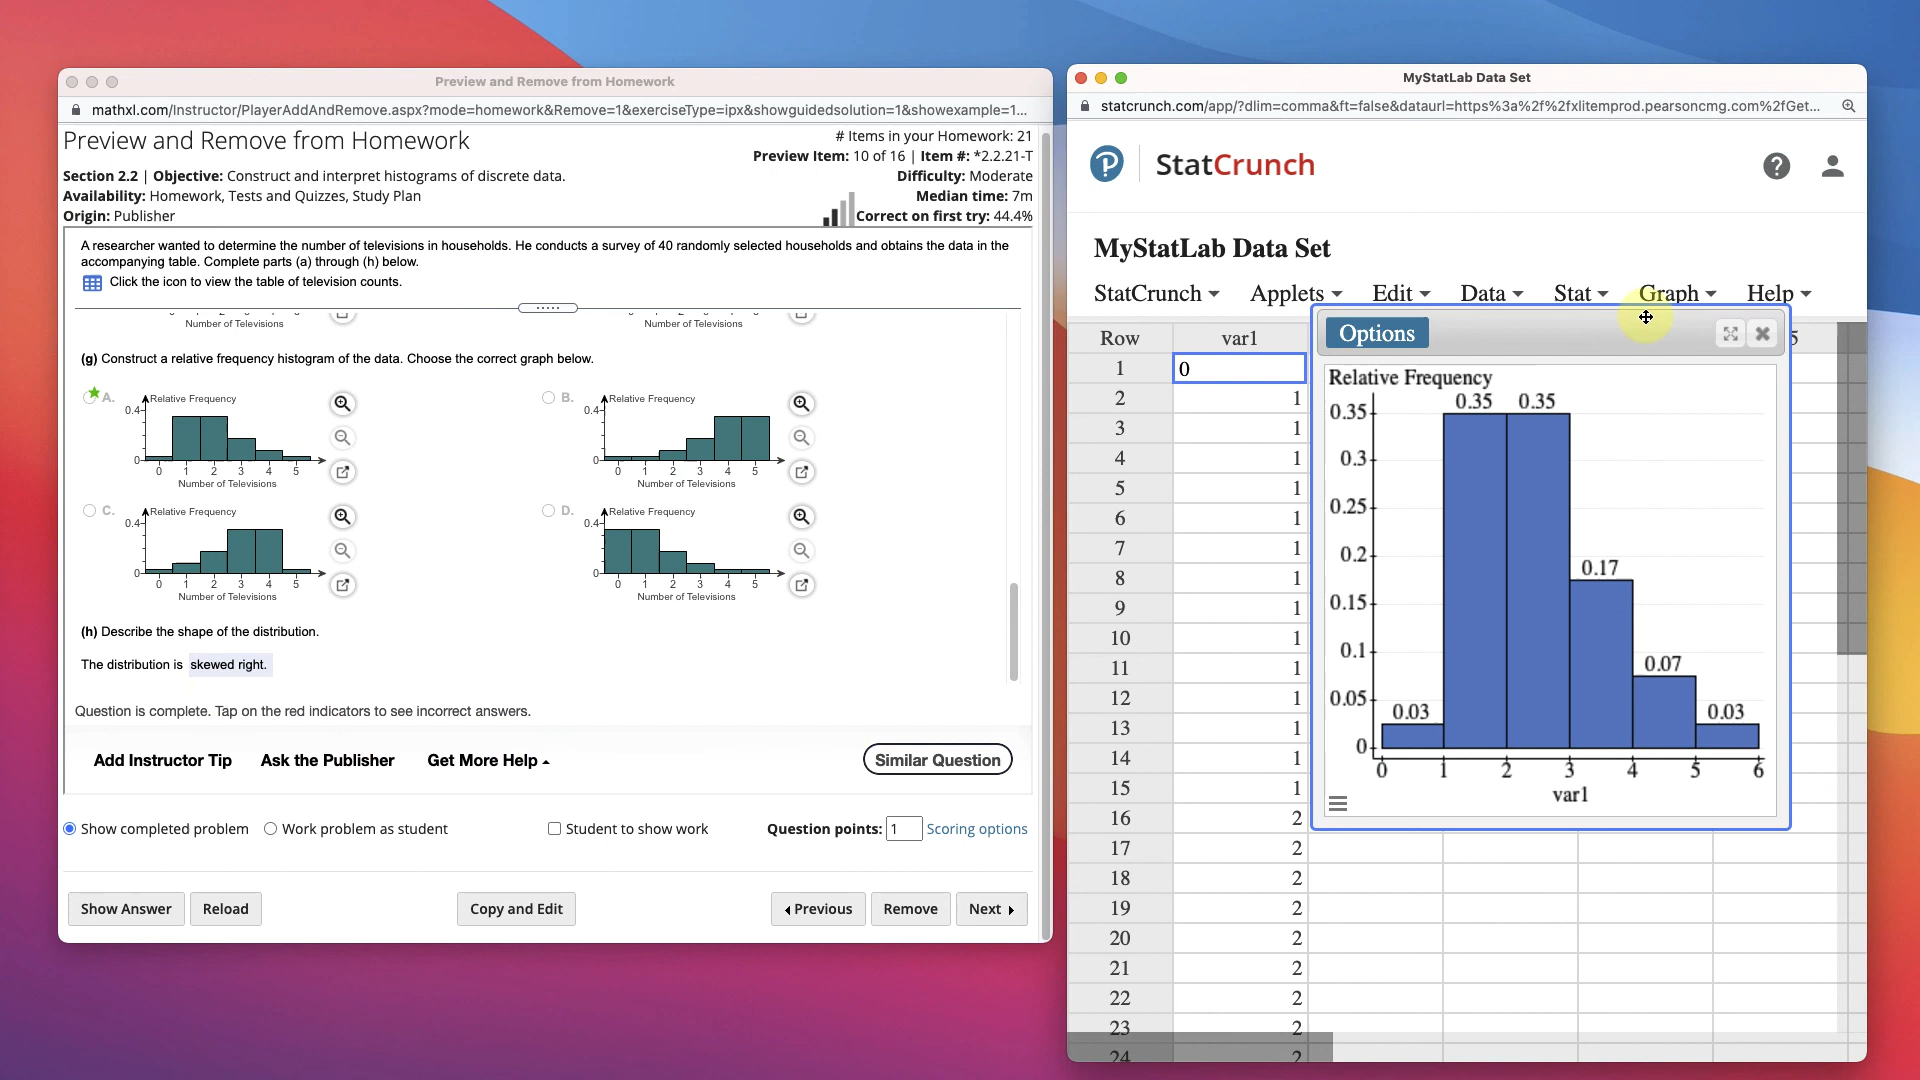 Preview and Remove from Homework
mathxl.com/Instructor/PlayerAddAndRemove.aspx?mode=homework&Remove=1&exerciseType=ipx&showguidedsolution=1&showexample=1...
Preview and Remove from Homework
# Items in your Homework: 21
Preview Item: 10 of 16 | Item #: *2.2.21-T
Section 2.2 | Objective: Construct and interpret histograms of discrete data.
Difficulty: Moderate
Availability: Homework, Tests and Quizzes, Study Plan
Median time: 7m
Origin: Publisher
Correct on first try: 44.4%
A researcher wanted to determine the number of televisions in households. He conducts a survey of 40 randomly selected households and obtains the data in the
accompanying table. Complete parts (a) through (h) below.
Click the icon to view the table of television counts.
Number of Televisions
Number of Televisions
(g) Construct a relative frequency histogram of the data. Choose the correct graph below.
A.
Relative Frequency
0.4
0
0 1 2 3 4 5
Number of Televisions
B.
Relative Frequency
0.4
0
0 1 2 3 4 5
Number of Televisions
C.
Relative Frequency
0.4
0
0 1 2 3 4 5
Number of Televisions
D.
Relative Frequency
0.4
0
0 1 2 3 4 5
Number of Televisions
(h) Describe the shape of the distribution.
The distribution is skewed right.
Question is complete. Tap on the red indicators to see incorrect answers.
Add Instructor Tip Ask the Publisher Get More Help Similar Question
Show completed problem Work problem as student Student to show work Question points: 1 Scoring options
Show Answer Reload Copy and Edit Previous Remove Next
MyStatLab Data Set
statcrunch.com/app/?dlim=comma&ft=false&dataurl=https%3a%2f%2fxlitemprod.pearsoncmg.com%2fGet...
P StatCrunch ?
MyStatLab Data Set
StatCrunch Applets Edit Data Stat Graph Help
Row var1
1 0
2 1
3 1
4 1
5 1
6 1
7 1
8 1
9 1
10 1
11 1
12 1
13 1
14 1
15 1
16 2
17 2
18 2
19 2
20 2
21 2
22 2
23 2
24 2
Options
Relative Frequency
0.35
0.3
0.25
0.2
0.15
0.1
0.05
0
0.03 0.35 0.35 0.17 0.07 0.03
0 1 2 3 4 5 6
var1